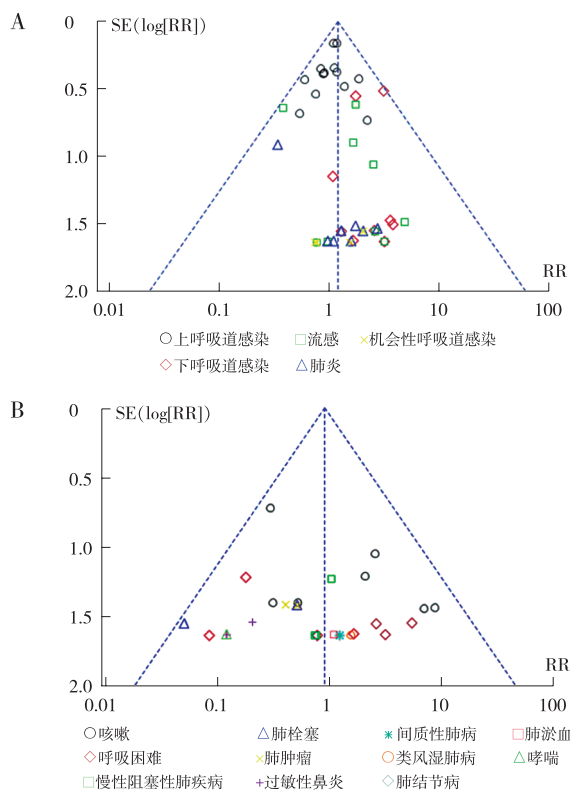 A
0
SE(log[RR])
0.5
1.0
1.5
RR
2.0
0.01
0.1
1
10
100
上呼吸道感染 流感 机会性呼吸道感染
下呼吸道感染 肺炎
B
0
SE(log[RR])
0.5
1.0
1.5
RR
2.0
0.01
0.1
1
10
100
咳嗽 肺栓塞 间质性肺病 肺淤血
呼吸困难 肺肿瘤 类风湿肺病 哮喘
慢性阻塞性肺疾病 过敏性鼻炎 肺结节病